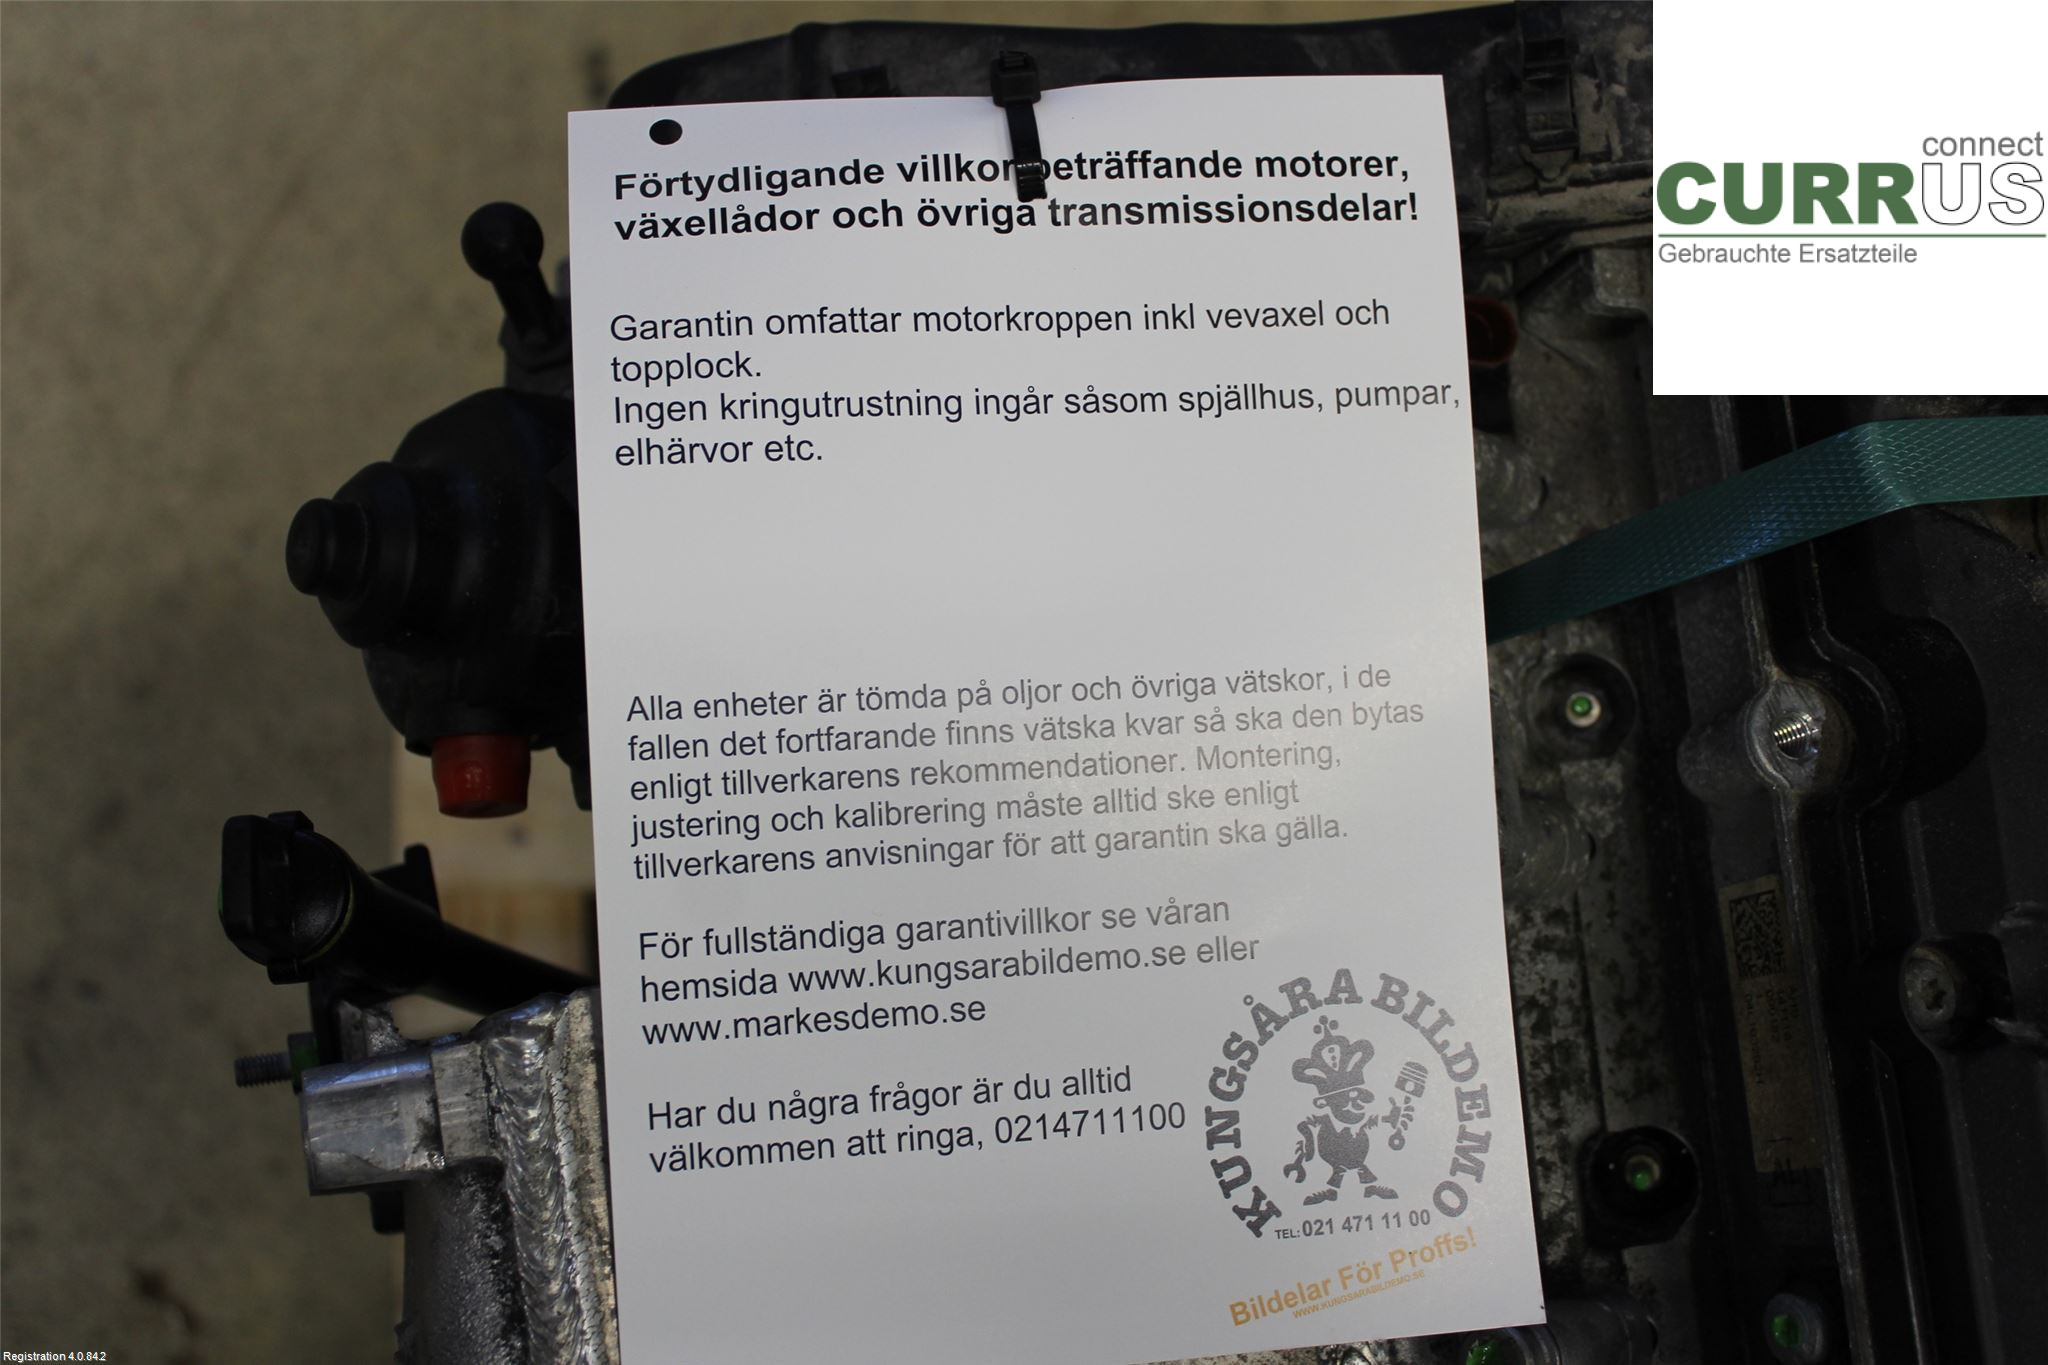 connect
CURRUS
Gebrauchte Ersatzteile
Förtydligande villkor beträffande motorer,
växellådor och övriga transmissionsdelar!
Garantin omfattar motorkroppen inkl vevaxel och
topplock.
Ingen kringutrustning ingår såsom spjällhus, pumpar,
elhärvor etc.
Alla enheter är tömda på oljor och övriga vätskor, i de
fallen det fortfarande finns vätska kvar så ska den bytas
enligt tillverkarens rekommendationer. Montering,
justering och kalibrering måste alltid ske enligt
tillverkarens anvisningar för att garantin ska gälla.
För fullständiga garantivillkor se våran
hemsida www.kungsarabildemo.se eller
www.markesdemo.se
Har du några frågor är du alltid
välkommen att ringa, 0214711100
KUNGSÅRA BILDEMO
TEL: 021 471 11 00
Bildelar För Proffs!
WWW.KUNGSARABILDEMO.SE
Registration 4.0.84.2